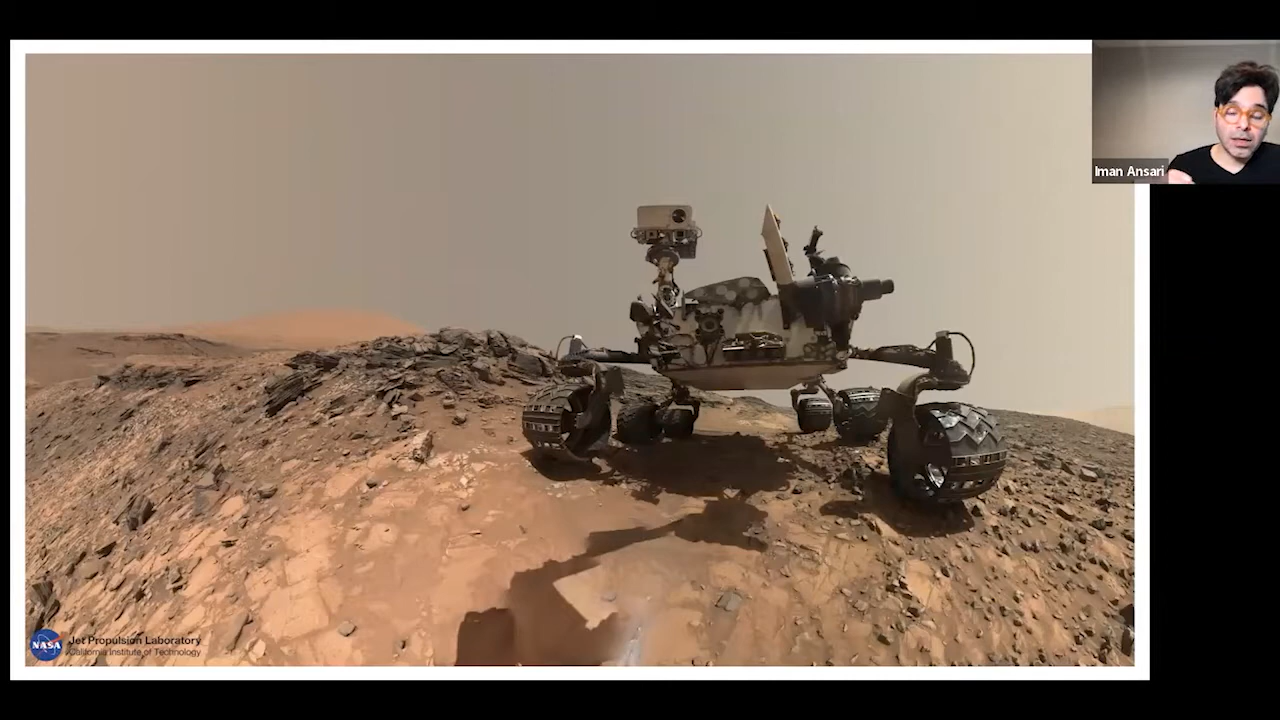 Iman Ansari
NASA
Jet Propulsion Laboratory
California Institute of Technology